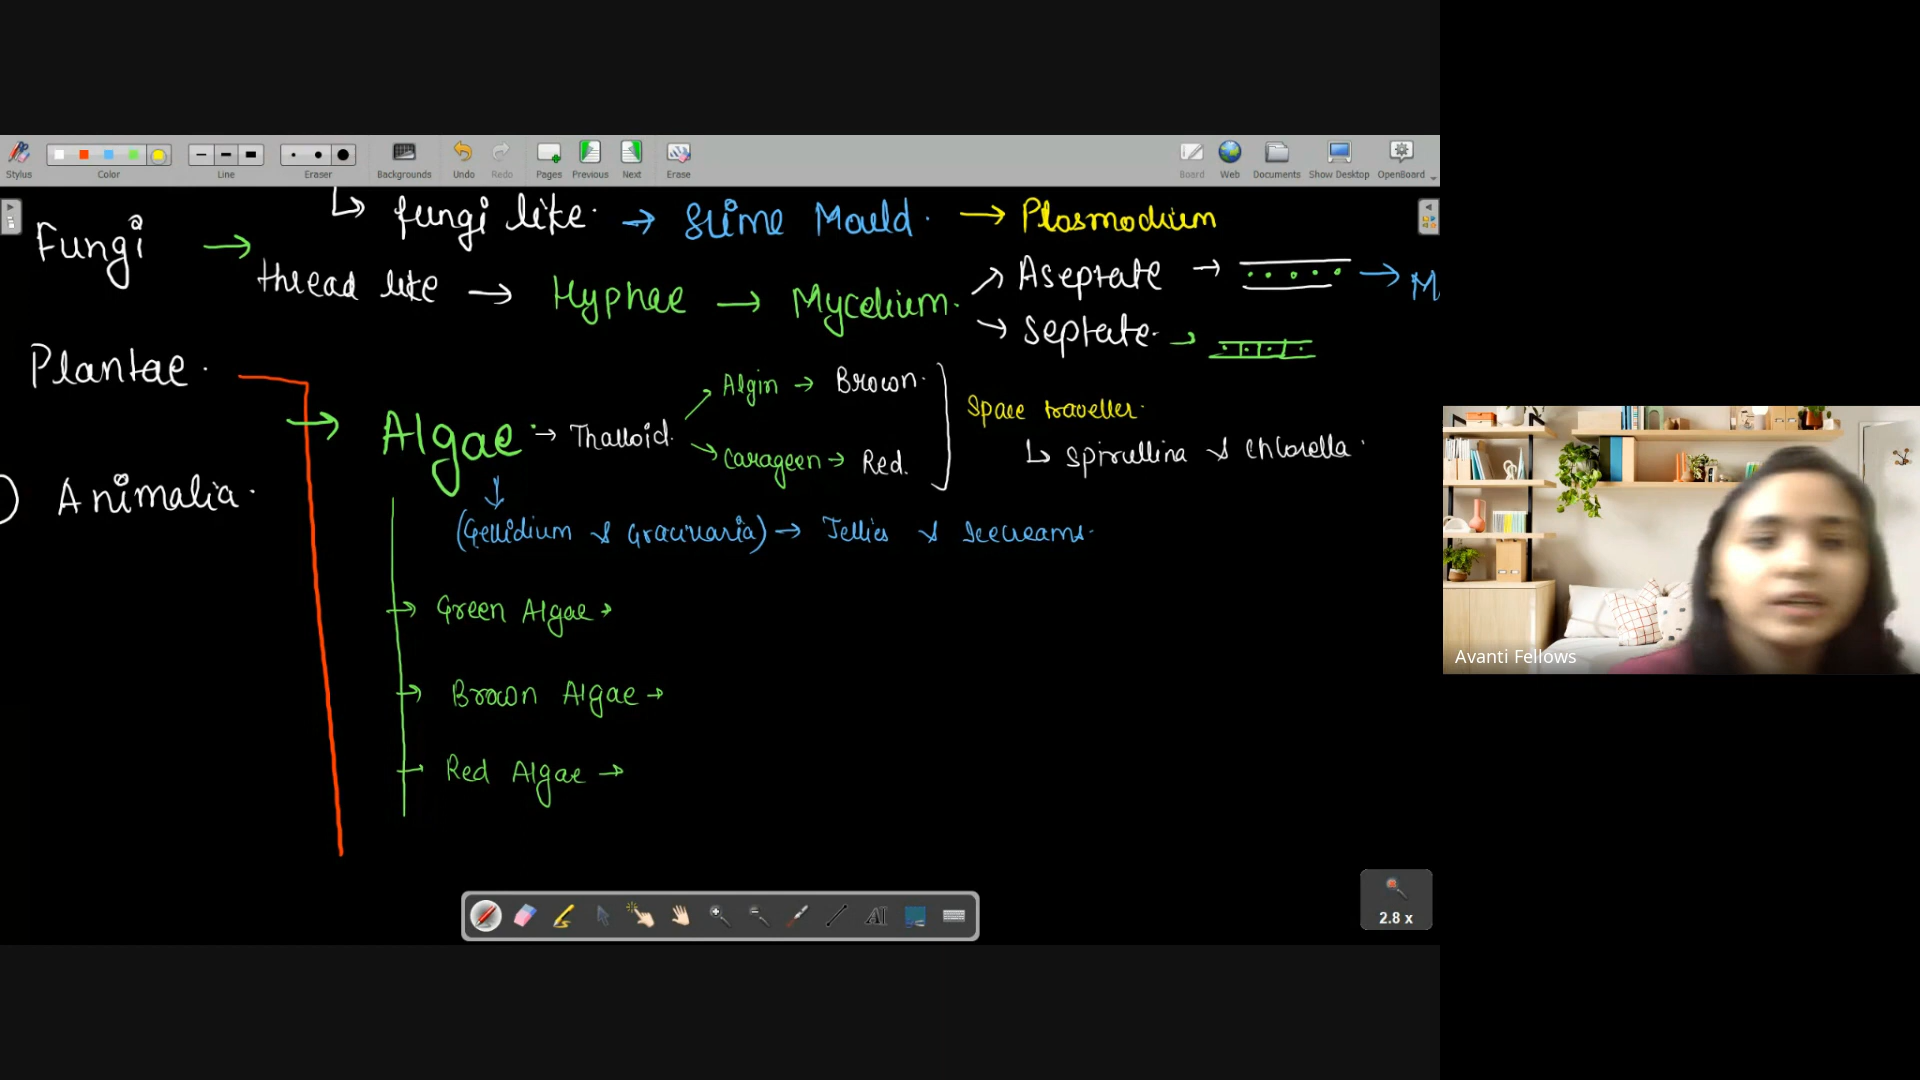 Stylus Color Line Eraser Backgrounds Undo Redo Pages Previous Next Erase Board Web Documents Show Desktop OpenBoard
↳ fungi like. → Slime Mould. → Plasmodium
Fungi →
thread like → Hyphae → Mycelium.
Aseptate → → M
Septate. →
Plantae.
→ Algae → Thalloid.
Algin → Brown.
Carageen → Red.
Space traveller.
↳ Spirullina & Chlorella.
Animalia.
(Gellidium & Gracilaria) → Jellies & Icecreams.
→ Green Algae →
→ Brown Algae →
→ Red Algae →
Avanti Fellows
2.8 x